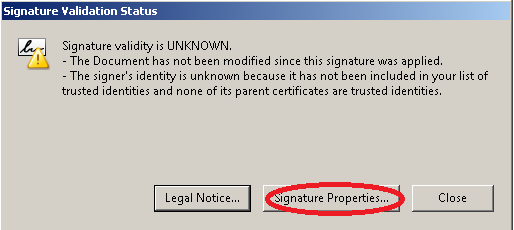 Signature Validation Status
Signature validity is UNKNOWN.
- The Document has not been modified since this signature was applied.
- The signer's identity is unknown because it has not been included in your list of
trusted identities and none of its parent certificates are trusted identities.
Legal Notice... Signature Properties... Close